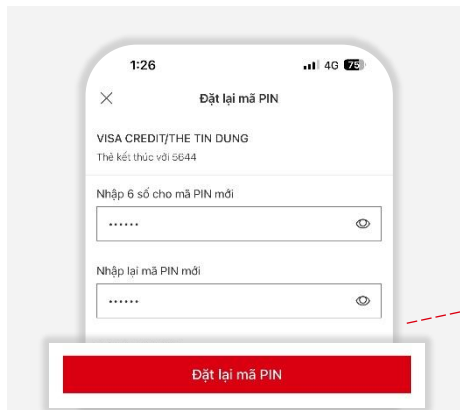 1:26 4G 75
Đặt lại mã PIN
VISA CREDIT/THE TIN DUNG
Thẻ kết thúc với 5644
Nhập 6 số cho mã PIN mới
••••••
Nhập lại mã PIN mới
••••••
Đặt lại mã PIN